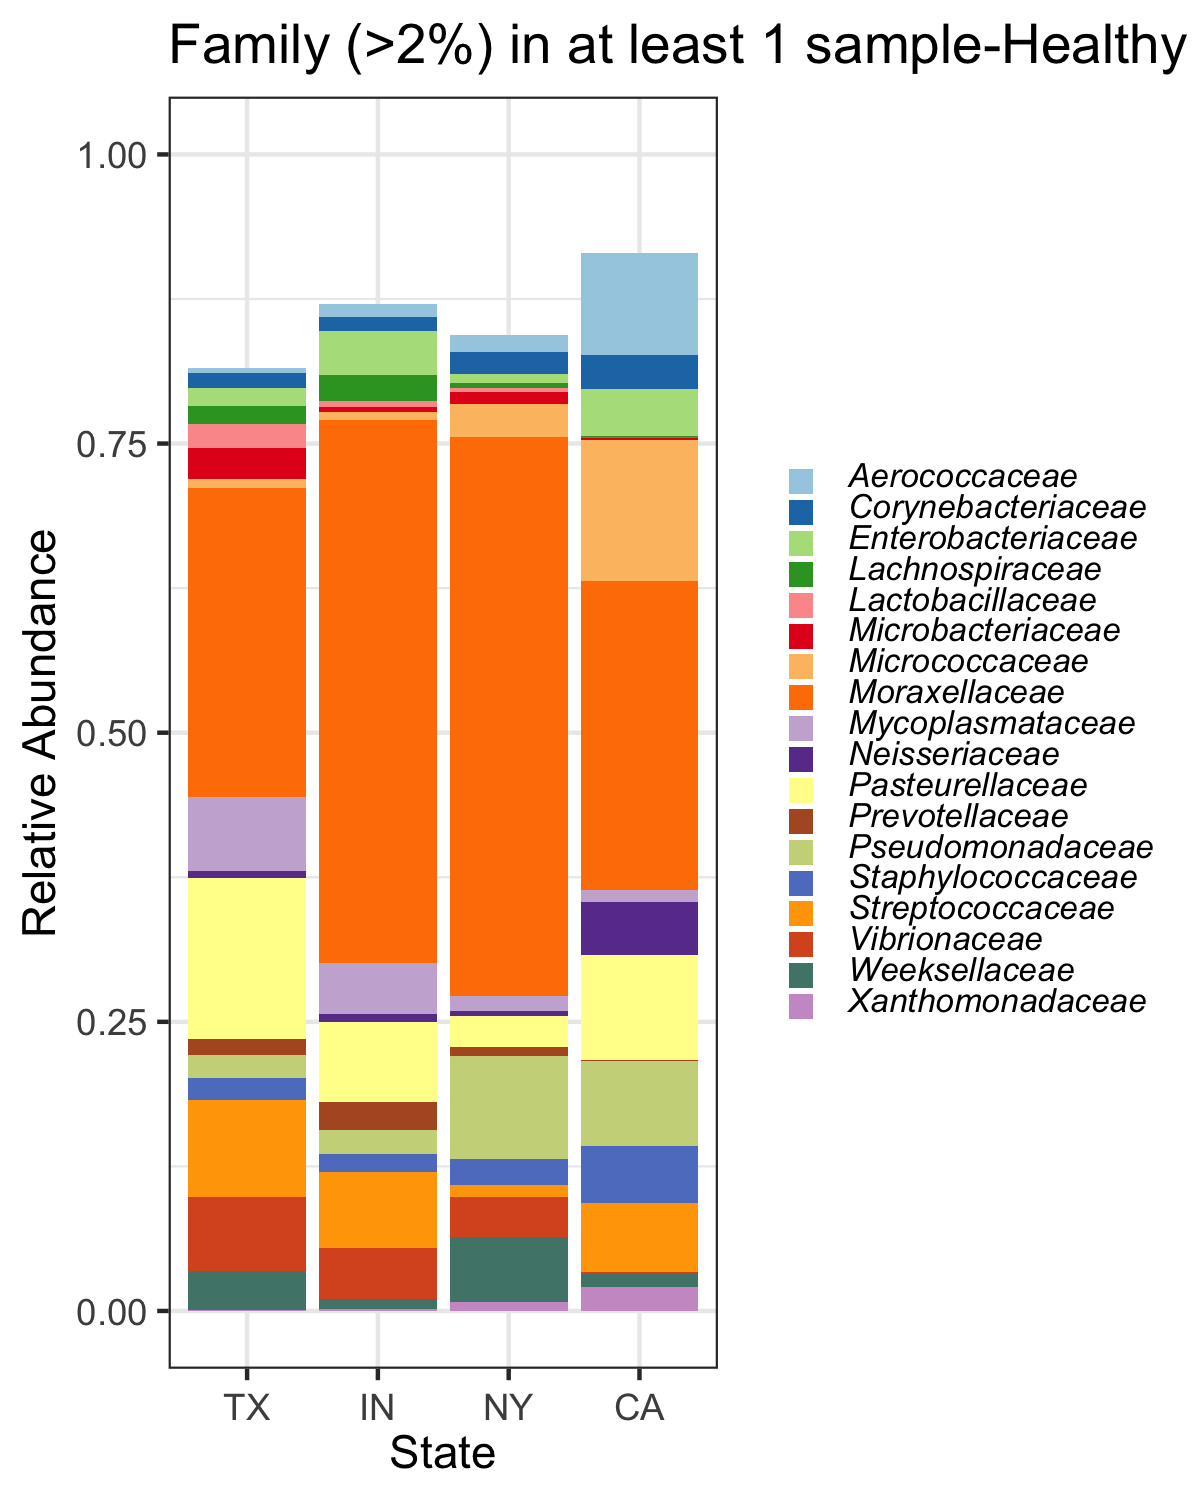 Family (>2%) in at least 1 sample-Healthy
1.00
0.75
0.50
0.25
0.00
Relative Abundance
TX IN NY CA
State
Aerococcaceae
Corynebacteriaceae
Enterobacteriaceae
Lachnospiraceae
Lactobacillaceae
Microbacteriaceae
Micrococcaceae
Moraxellaceae
Mycoplasmataceae
Neisseriaceae
Pasteurellaceae
Prevotellaceae
Pseudomonadaceae
Staphylococcaceae
Streptococcaceae
Vibrionaceae
Weeksellaceae
Xanthomonadaceae